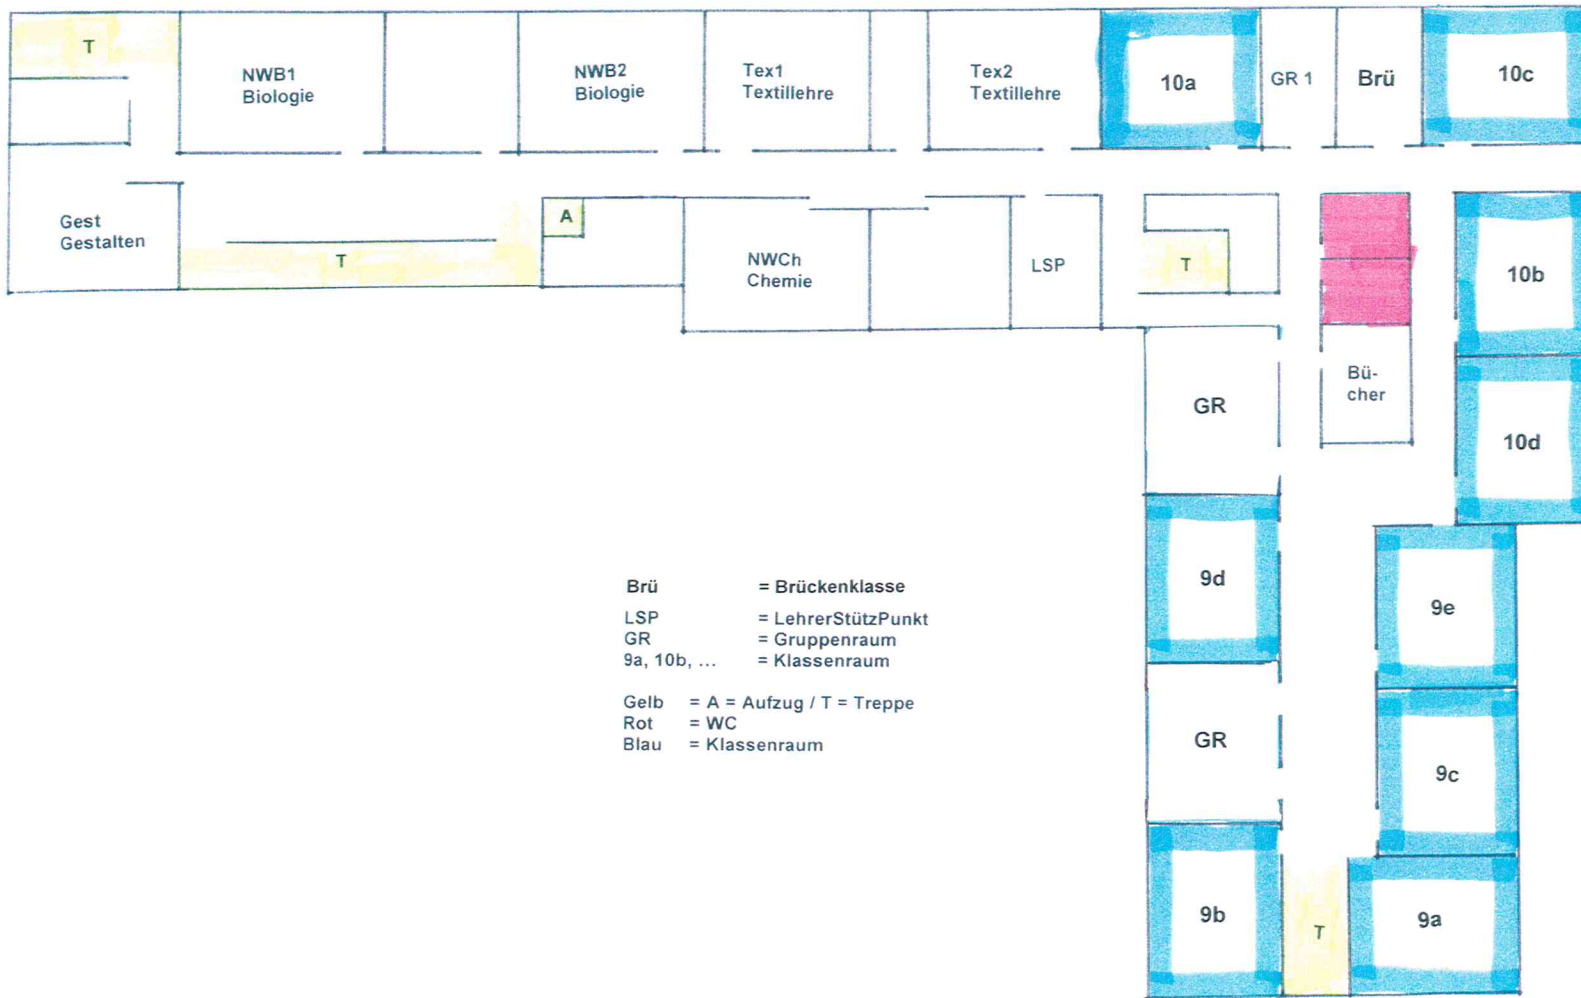 T
NWB1
Biologie
NWB2
Biologie
Tex1
Textillehre
Tex2
Textillehre
10a
GR 1
Brü
10c
Gest
Gestalten
T
A
NWCh
Chemie
LSP
T
10b
Bü-
cher
GR
10d
9d
9e
GR
9c
9b
T
9a
Brü = Brückenklasse
LSP = LehrerStützPunkt
GR = Gruppenraum
9a, 10b, ... = Klassenraum
Gelb = A = Aufzug / T = Treppe
Rot = WC
Blau = Klassenraum